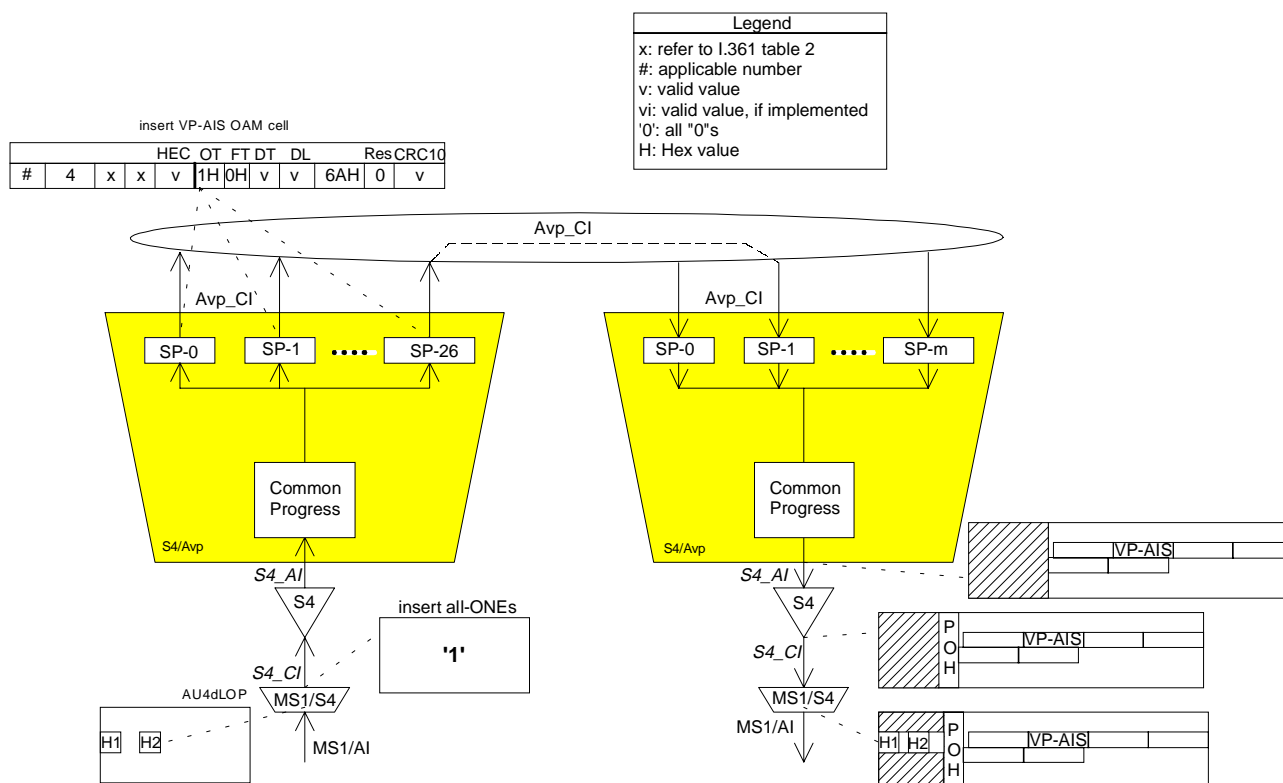 Legend
x: refer to I.361 table 2
#: applicable number
v: valid value
vi: valid value, if implemented
'0': all "0"s
H: Hex value
insert VP-AIS OAM cell
HEC OT FT DT DL Res CRC10
# 4 x x v 1H 0H v v 6AH 0 v
Avp_CI
Avp_CI
Avp_CI
SP-0 SP-1 SP-26
SP-0 SP-1 SP-m
Common
Progress
Common
Progress
S4/Avp
S4/Avp
VP-AIS
S4_AI
S4_AI
S4
S4
insert all-ONEs
'1'
P
O
H
VP-AIS
S4_CI
S4_CI
AU4dLOP
MS1/S4
MS1/S4
H1 H2
MS1/AI
MS1/AI
H1 H2
P
O
H
VP-AIS